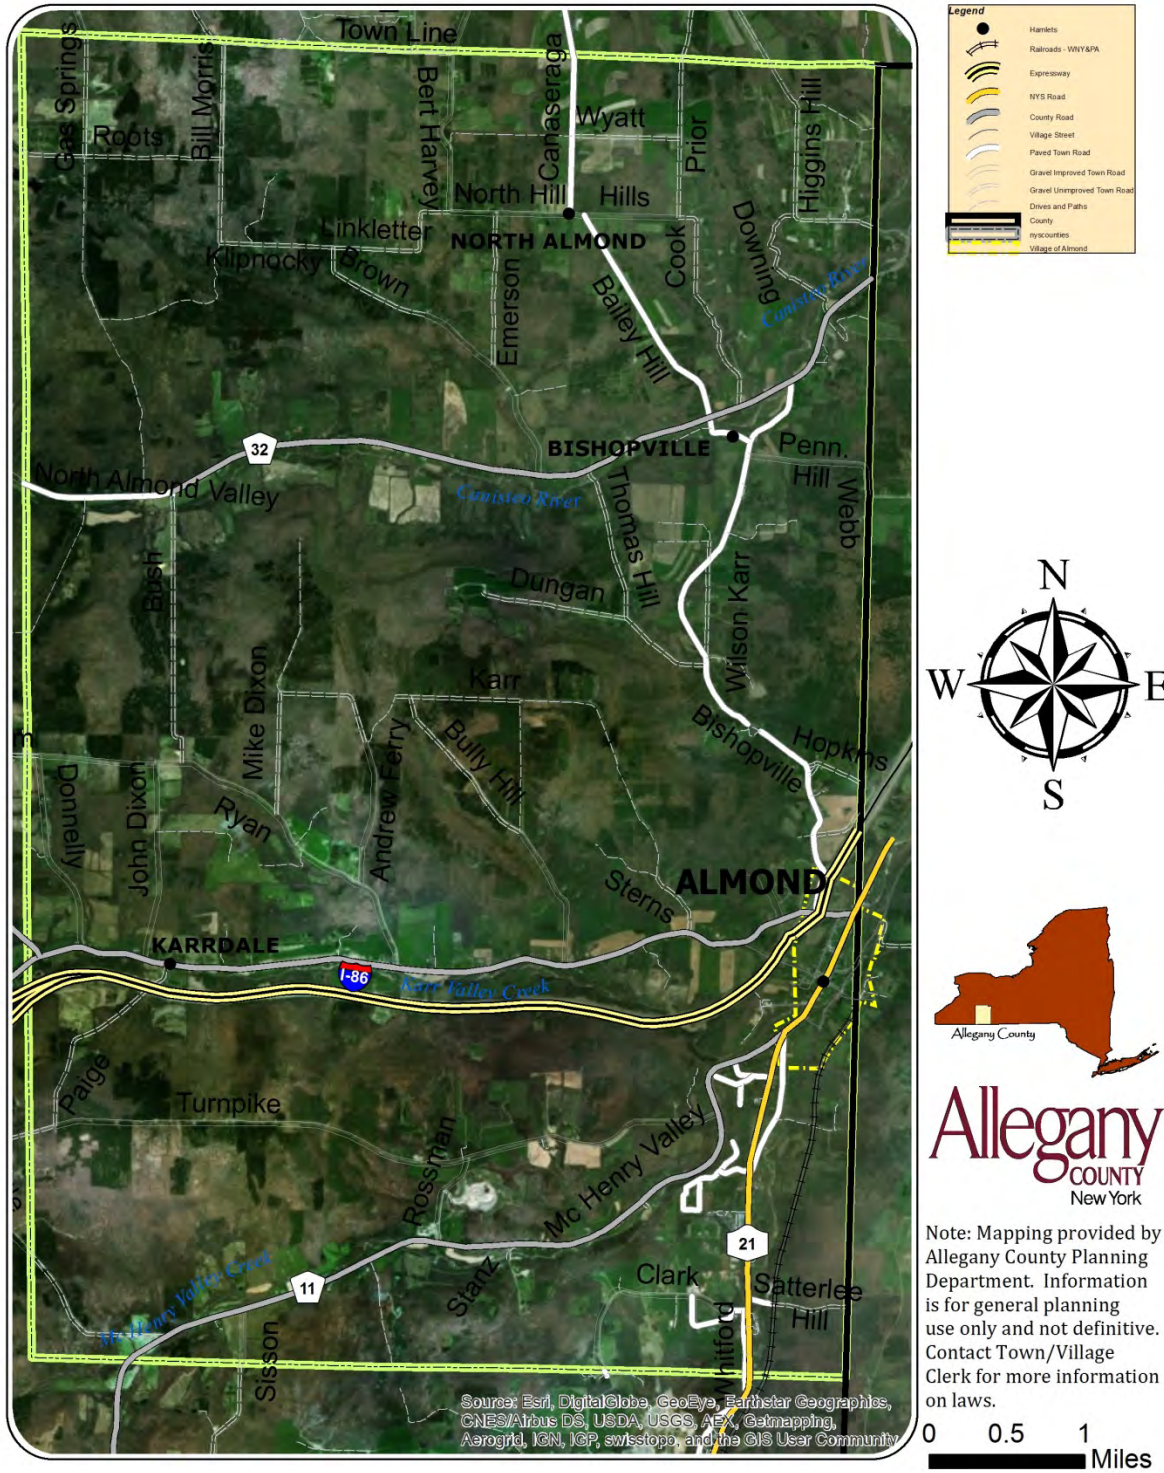 Legend
Hamlets
Railroads - WNY&PA
Expressway
NYS Road
County Road
Village Street
Paved Town Road
Gravel Improved Town Road
Gravel Unimproved Town Road
Drives and Paths
County
nyscounties
Village of Almond
Town Line
Gas Springs
Bill Morris
Bert Harvey
Canaseraga
Wyatt
Prior
Higgins Hill
Roots
North Hill
Hills
Linkletter
NORTH ALMOND
Klipnocky
Brown
Emerson
Bailey Hill
Cook
Downing
Canisteo River
32
BISHOPVILLE
Penn.
Hill
Webb
North Almond Valley
Canisteo River
Thomas Hill
Bush
Dungan
Wilson Karr
Mike Dixon
Karr
Bishopville
Hopkins
Donnelly
John Dixon
Ryan
Andrew Ferry
Bully Hill
Sterns
ALMOND
KARRDALE
I-86
Karr Valley Creek
Paige
Turnpike
Rossman
Mc Henry Valley
21
Mc Henry Valley Creek
11
Stanz
Clark
Satterlee
Hill
Sisson
Whitford
Source: Esri, DigitalGlobe, GeoEye, Earthstar Geographics,
CNES/Airbus DS, USDA, USGS, AEX, Getmapping,
Aerogrid, IGN, IGP, swisstopo, and the GIS User Community
N
W
E
S
Allegany County
Allegany
COUNTY
New York
Note: Mapping provided by
Allegany County Planning
Department. Information
is for general planning
use only and not definitive.
Contact Town/Village
Clerk for more information
on laws.
0 0.5 1
Miles